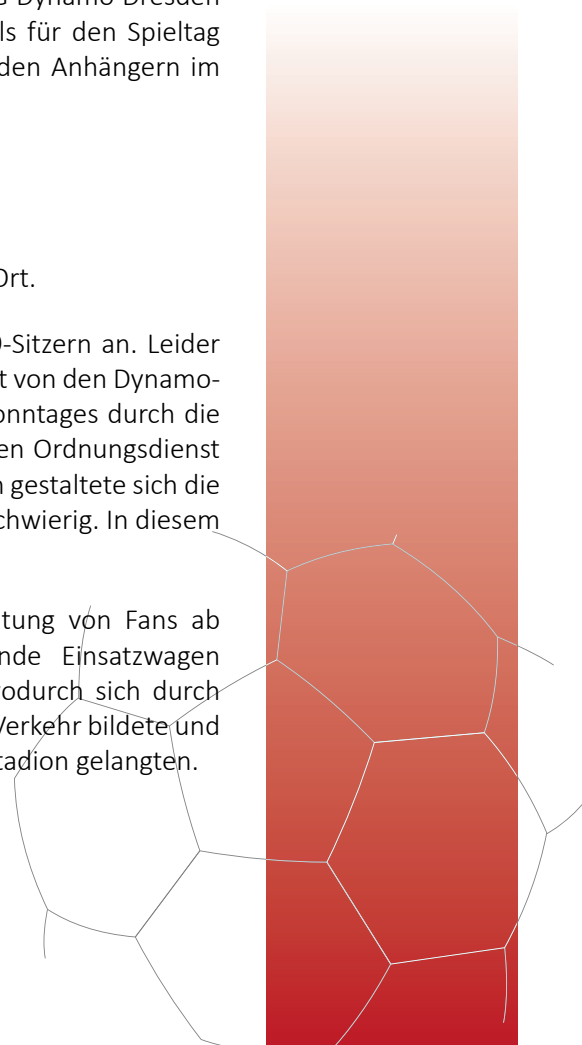 Dynamo Dresden
ls für den Spieltag
den Anhängern im
Ort.
-Sitzern an. Leider
t von den Dynamo-
onntages durch die
en Ordnungsdienst
gestaltete sich die
chwierig. In diesem
tung von Fans ab
nde Einsatzwagen
odurch sich durch
Verkehr bildete und
tadion gelangten.